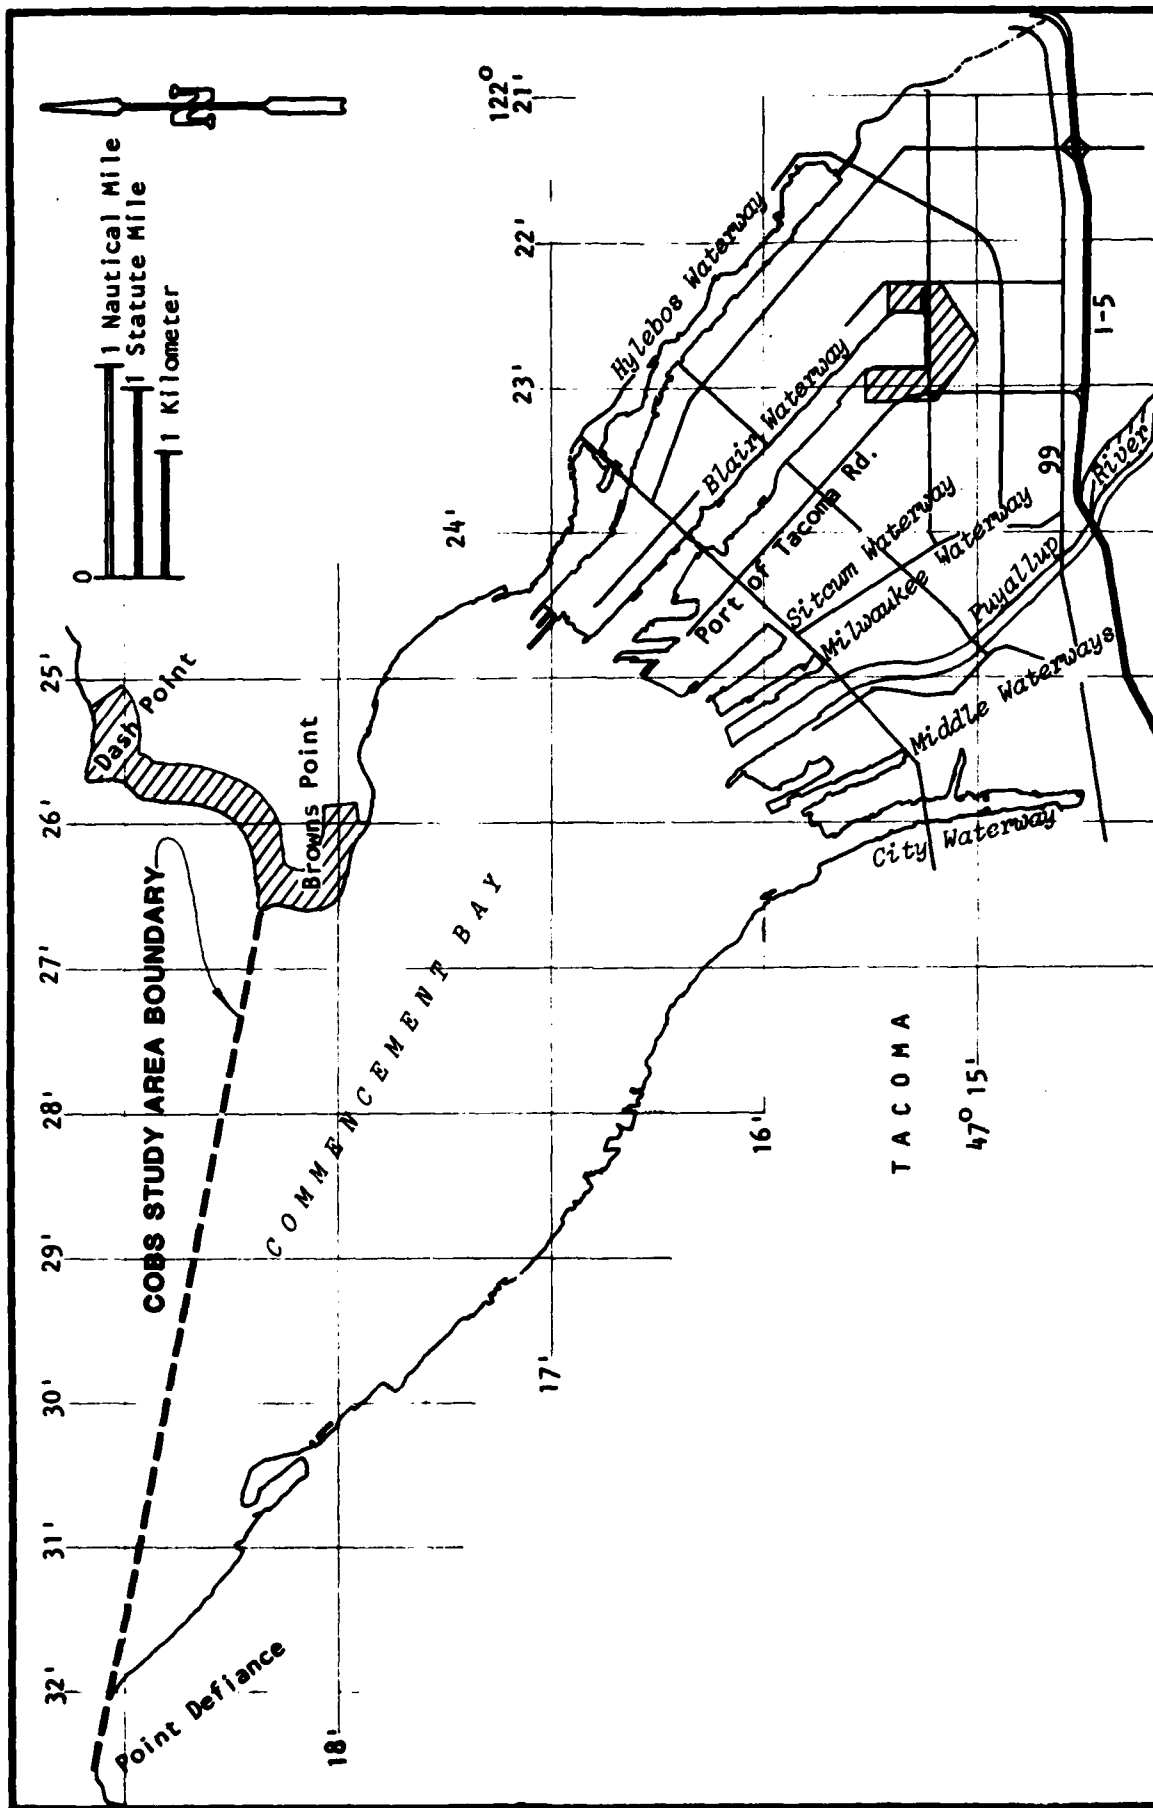 1 Nautical Mile
1 Statute Mile
1 Kilometer
0
N
122°
21'
22'
23'
24'
25'
26'
27'
28'
29'
30'
31'
32'
Dash Point
Browns Point
COBS STUDY AREA BOUNDARY
COMMENCEMENT BAY
Point Defiance
18'
17'
16'
47° 15'
TACOMA
Hylebos Waterway
Blair Waterway
Port of Tacoma Rd.
Sitcum Waterway
Milwaukee Waterway
Puyallup River
Middle Waterways
City Waterway
99
I-5